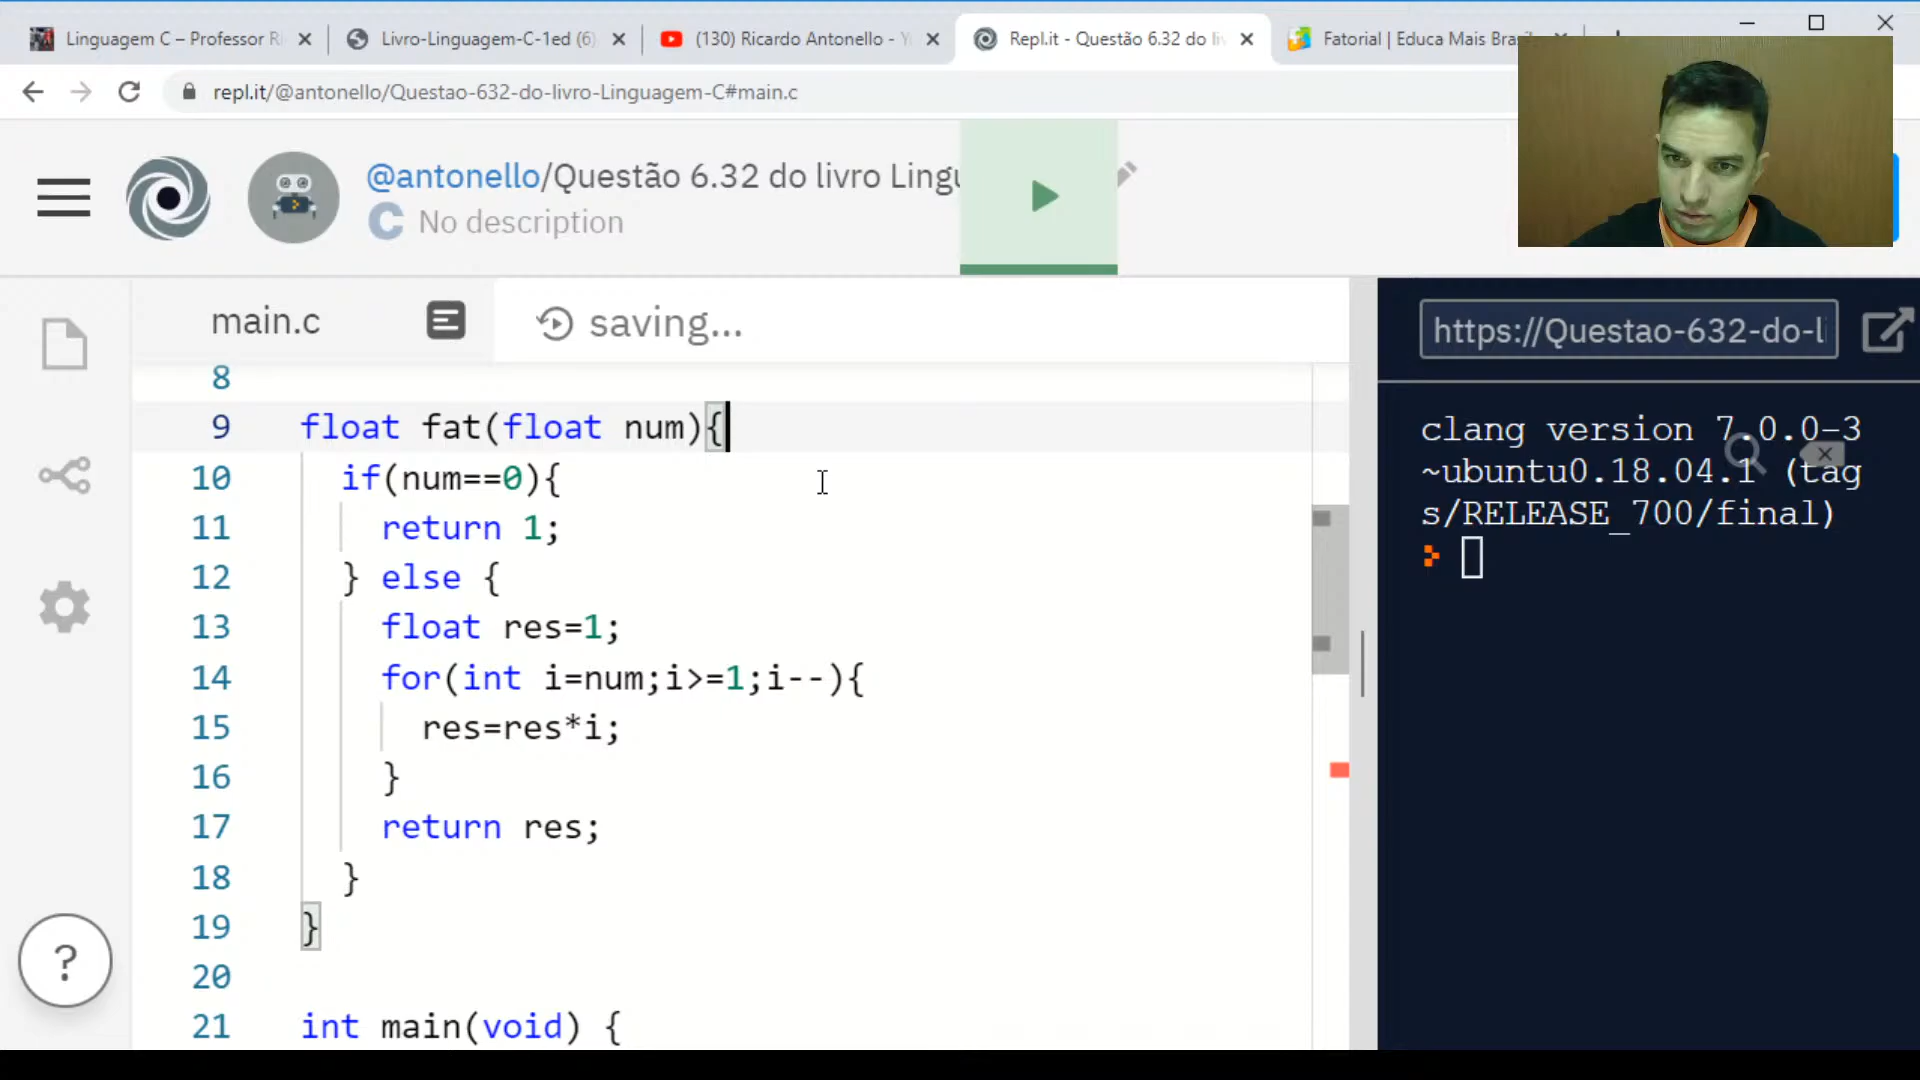 Linguagem C – Professor Ri
Livro-Linguagem-C-1ed (6)
(130) Ricardo Antonello - Y
Repl.it - Questão 6.32 do liv
Fatorial | Educa Mais Bras
repl.it/@antonello/Questao-632-do-livro-Linguagem-C#main.c
@antonello/Questão 6.32 do livro Lingu
C No description
main.c
saving...
https://Questao-632-do-l
8
9 float fat(float num){
10 if(num==0){
11 return 1;
12 } else {
13 float res=1;
14 for(int i=num;i>=1;i--){
15 res=res*i;
16 }
17 return res;
18 }
19 }
20
21 int main(void) {
clang version 7.0.0-3
~ubuntu0.18.04.1 (tag
s/RELEASE_700/final)
?